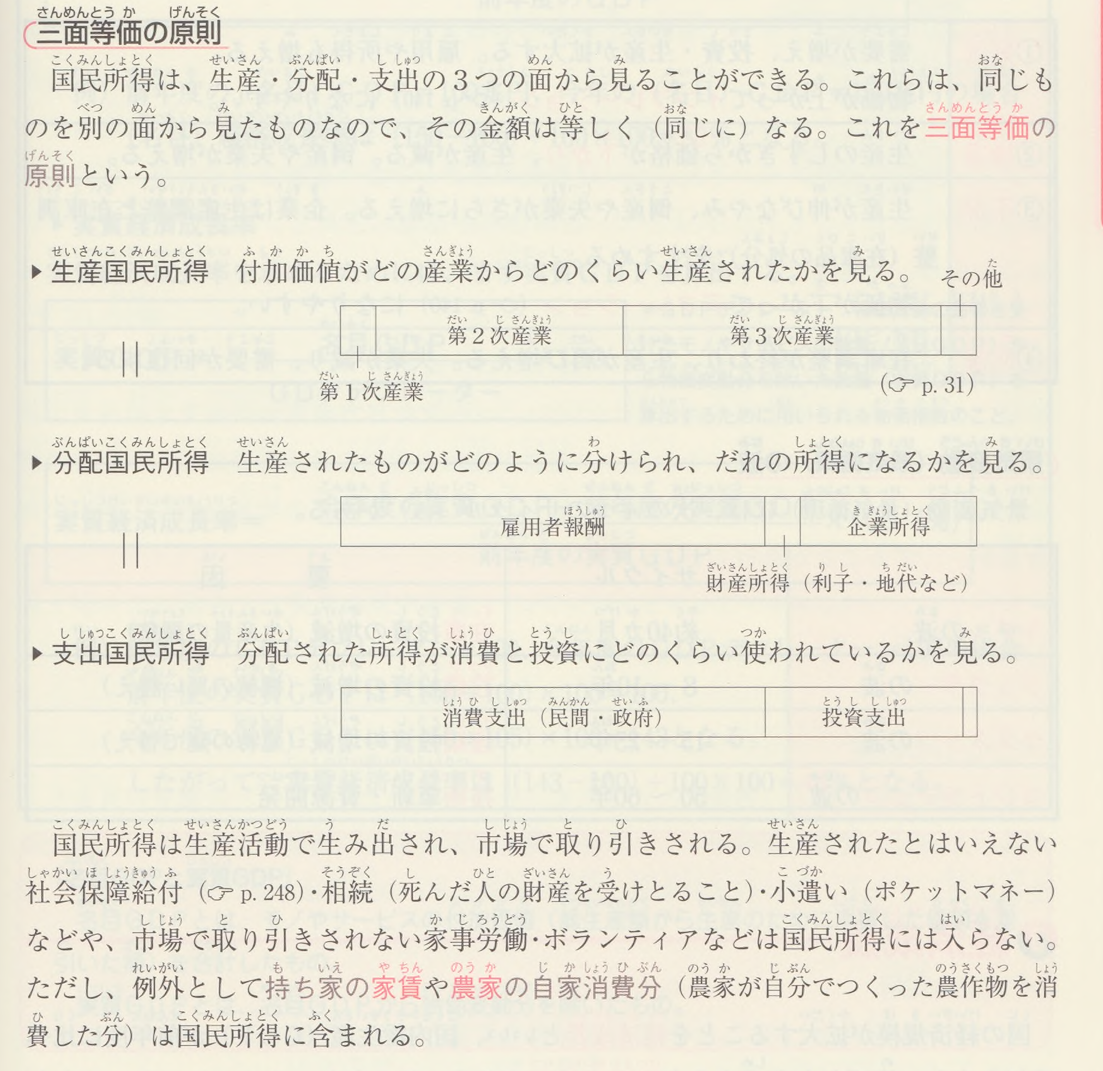 三面等価の原則
国民所得は、生産・分配・支出の３つの面から見ることができる。これらは、同じも
のを別の面から見たものなので、その金額は等しく（同じに）なる。これを三面等価の
原則という。
▶生産国民所得　付加価値がどの産業からどのくらい生産されたかを見る。
その他
第２次産業　第３次産業
第１次産業
(☞ p. 31)
▶分配国民所得　生産されたものがどのように分けられ、だれの所得になるかを見る。
雇用者報酬　企業所得
財産所得（利子・地代など）
▶支出国民所得　分配された所得が消費と投資にどのくらい使われているかを見る。
消費支出（民間・政府）　投資支出
国民所得は生産活動で生み出され、市場で取り引きされる。生産されたとはいえない
社会保障給付（☞ p. 248）・相続（死んだ人の財産を受けとること）・小遣い（ポケットマネー）
などや、市場で取り引きされない家事労働・ボランティアなどは国民所得には入らない。
ただし、例外として持ち家の家賃や農家の自家消費分（農家が自分でつくった農作物を消
費した分）は国民所得に含まれる。